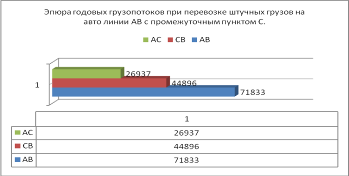 Эпюра годовых грузопотоков при перевозке штучных грузов на
авто линии АВ с промежуточным пунктом С.
АС СВ АВ
1
26937
44896
71833
1
АС 26937
СВ 44896
АВ 71833